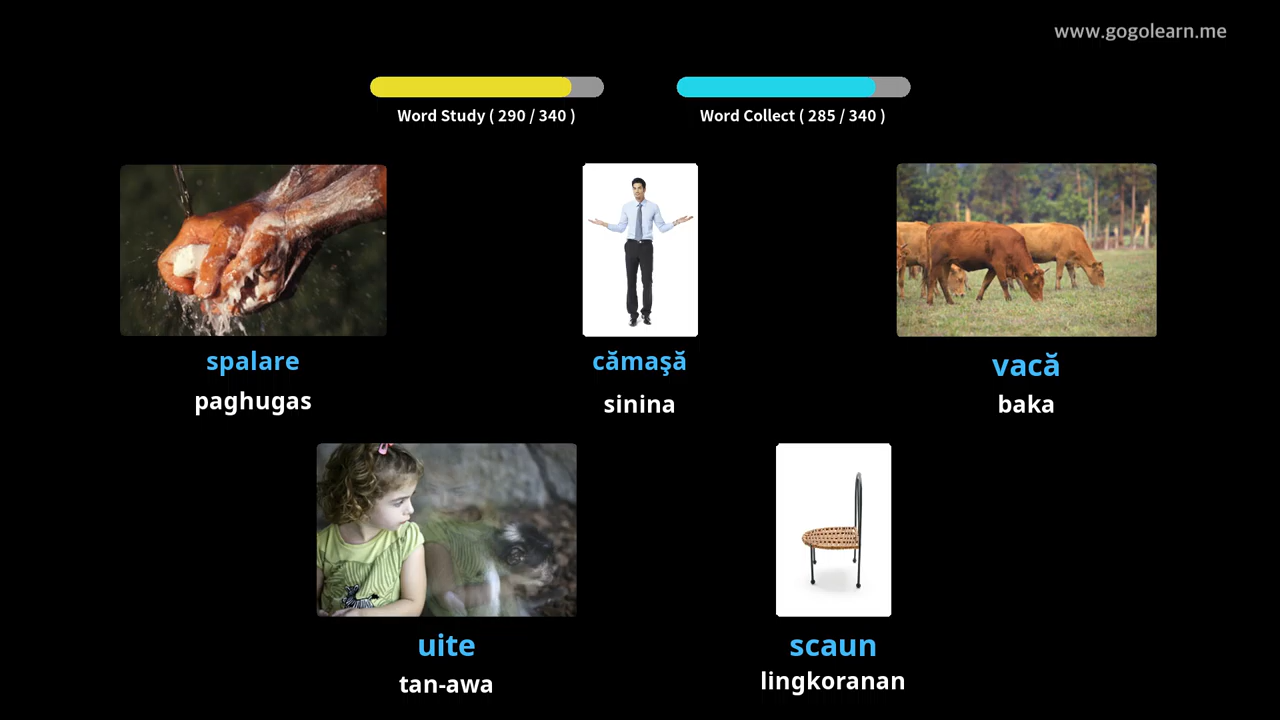 www.gogolearn.me
Word Study ( 290 / 340 )
Word Collect ( 285 / 340 )
spalare
paghugas
cămaşă
sinina
vacă
baka
uite
tan-awa
scaun
lingkoranan